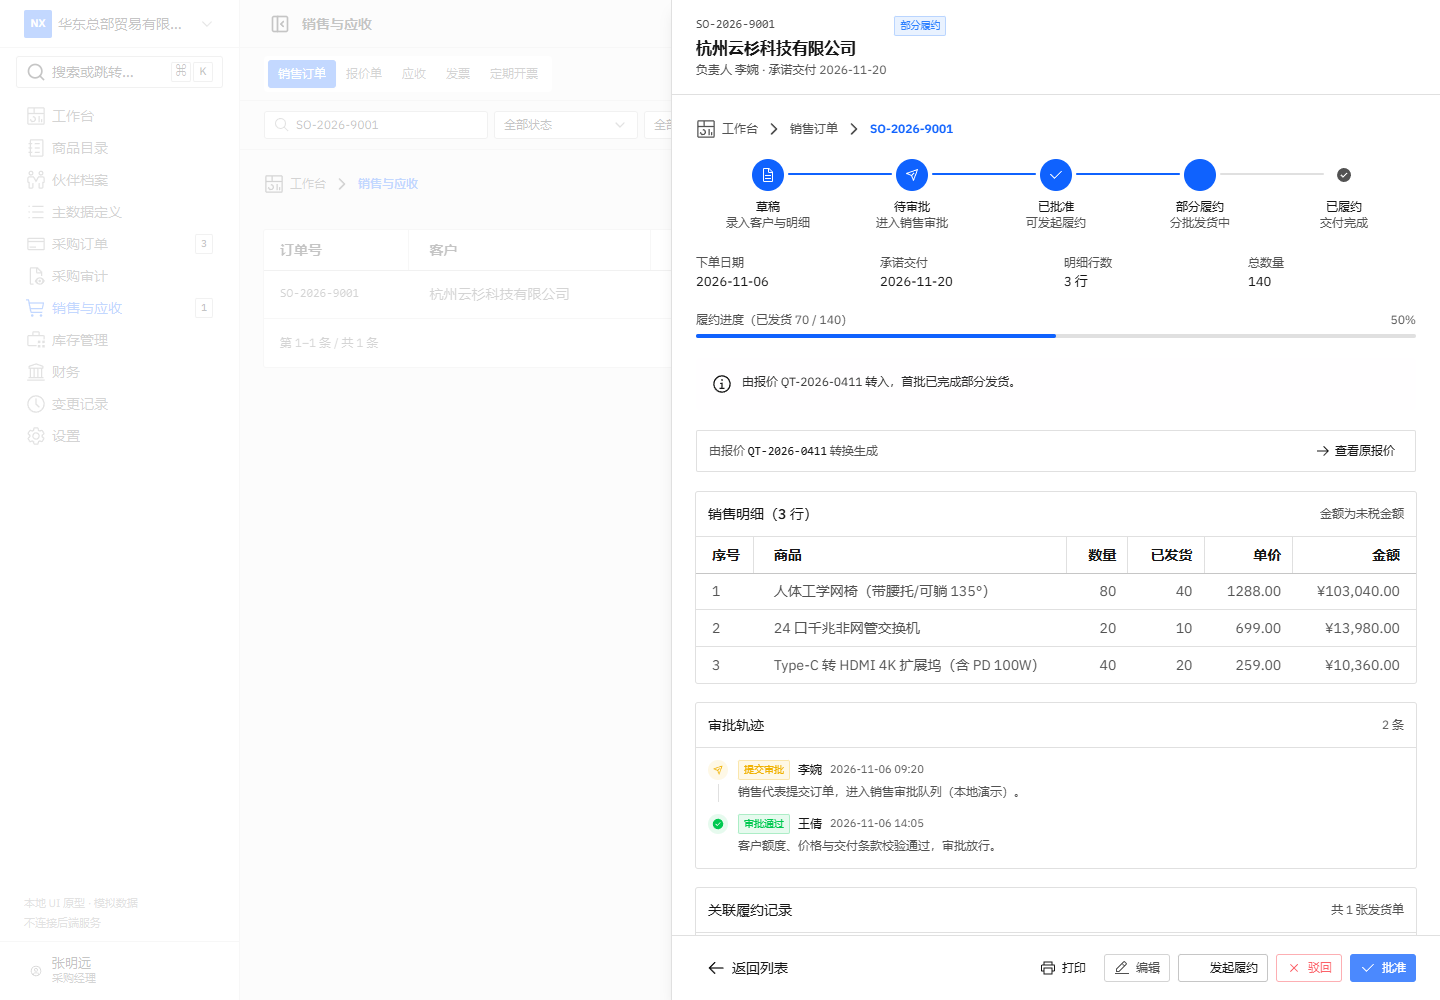 NX 华东总部贸易有限...
搜索或跳转... ⌘ K
工作台
商品目录
伙伴档案
主数据定义
采购订单 3
采购审计
销售与应收 1
库存管理
财务
变更记录
设置
本地 UI 原型 · 模拟数据
不连接后端服务
张明远
采购经理
销售与应收
销售订单 报价单 应收 发票 定期开票
SO-2026-9001 全部状态 全部
工作台 > 销售与应收
订单号 客户
SO-2026-9001 杭州云杉科技有限公司
第 1–1 条 / 共 1 条
SO-2026-9001 部分履约
杭州云杉科技有限公司
负责人 李婉 · 承诺交付 2026-11-20
工作台 > 销售订单 > SO-2026-9001
草稿 待审批 已批准 部分履约 已履约
录入客户与明细 进入销售审批 可发起履约 分批发货中 交付完成
下单日期 承诺交付 明细行数 总数量
2026-11-06 2026-11-20 3 行 140
履约进度（已发货 70 / 140） 50%
由报价 QT-2026-0411 转入，首批已完成部分发货。
由报价 QT-2026-0411 转换生成 查看原报价
销售明细（3 行） 金额为未税金额
序号 商品 数量 已发货 单价 金额
1 人体工学网椅（带腰托/可躺 135°） 80 40 1288.00 ¥103,040.00
2 24 口千兆非网管交换机 20 10 699.00 ¥13,980.00
3 Type-C 转 HDMI 4K 扩展坞（含 PD 100W） 40 20 259.00 ¥10,360.00
审批轨迹 2 条
提交审批 李婉 2026-11-06 09:20
销售代表提交订单，进入销售审批队列（本地演示）。
审批通过 王倩 2026-11-06 14:05
客户额度、价格与交付条款校验通过，审批放行。
关联履约记录 共 1 张发货单
返回列表 打印 编辑 发起履约 驳回 批准